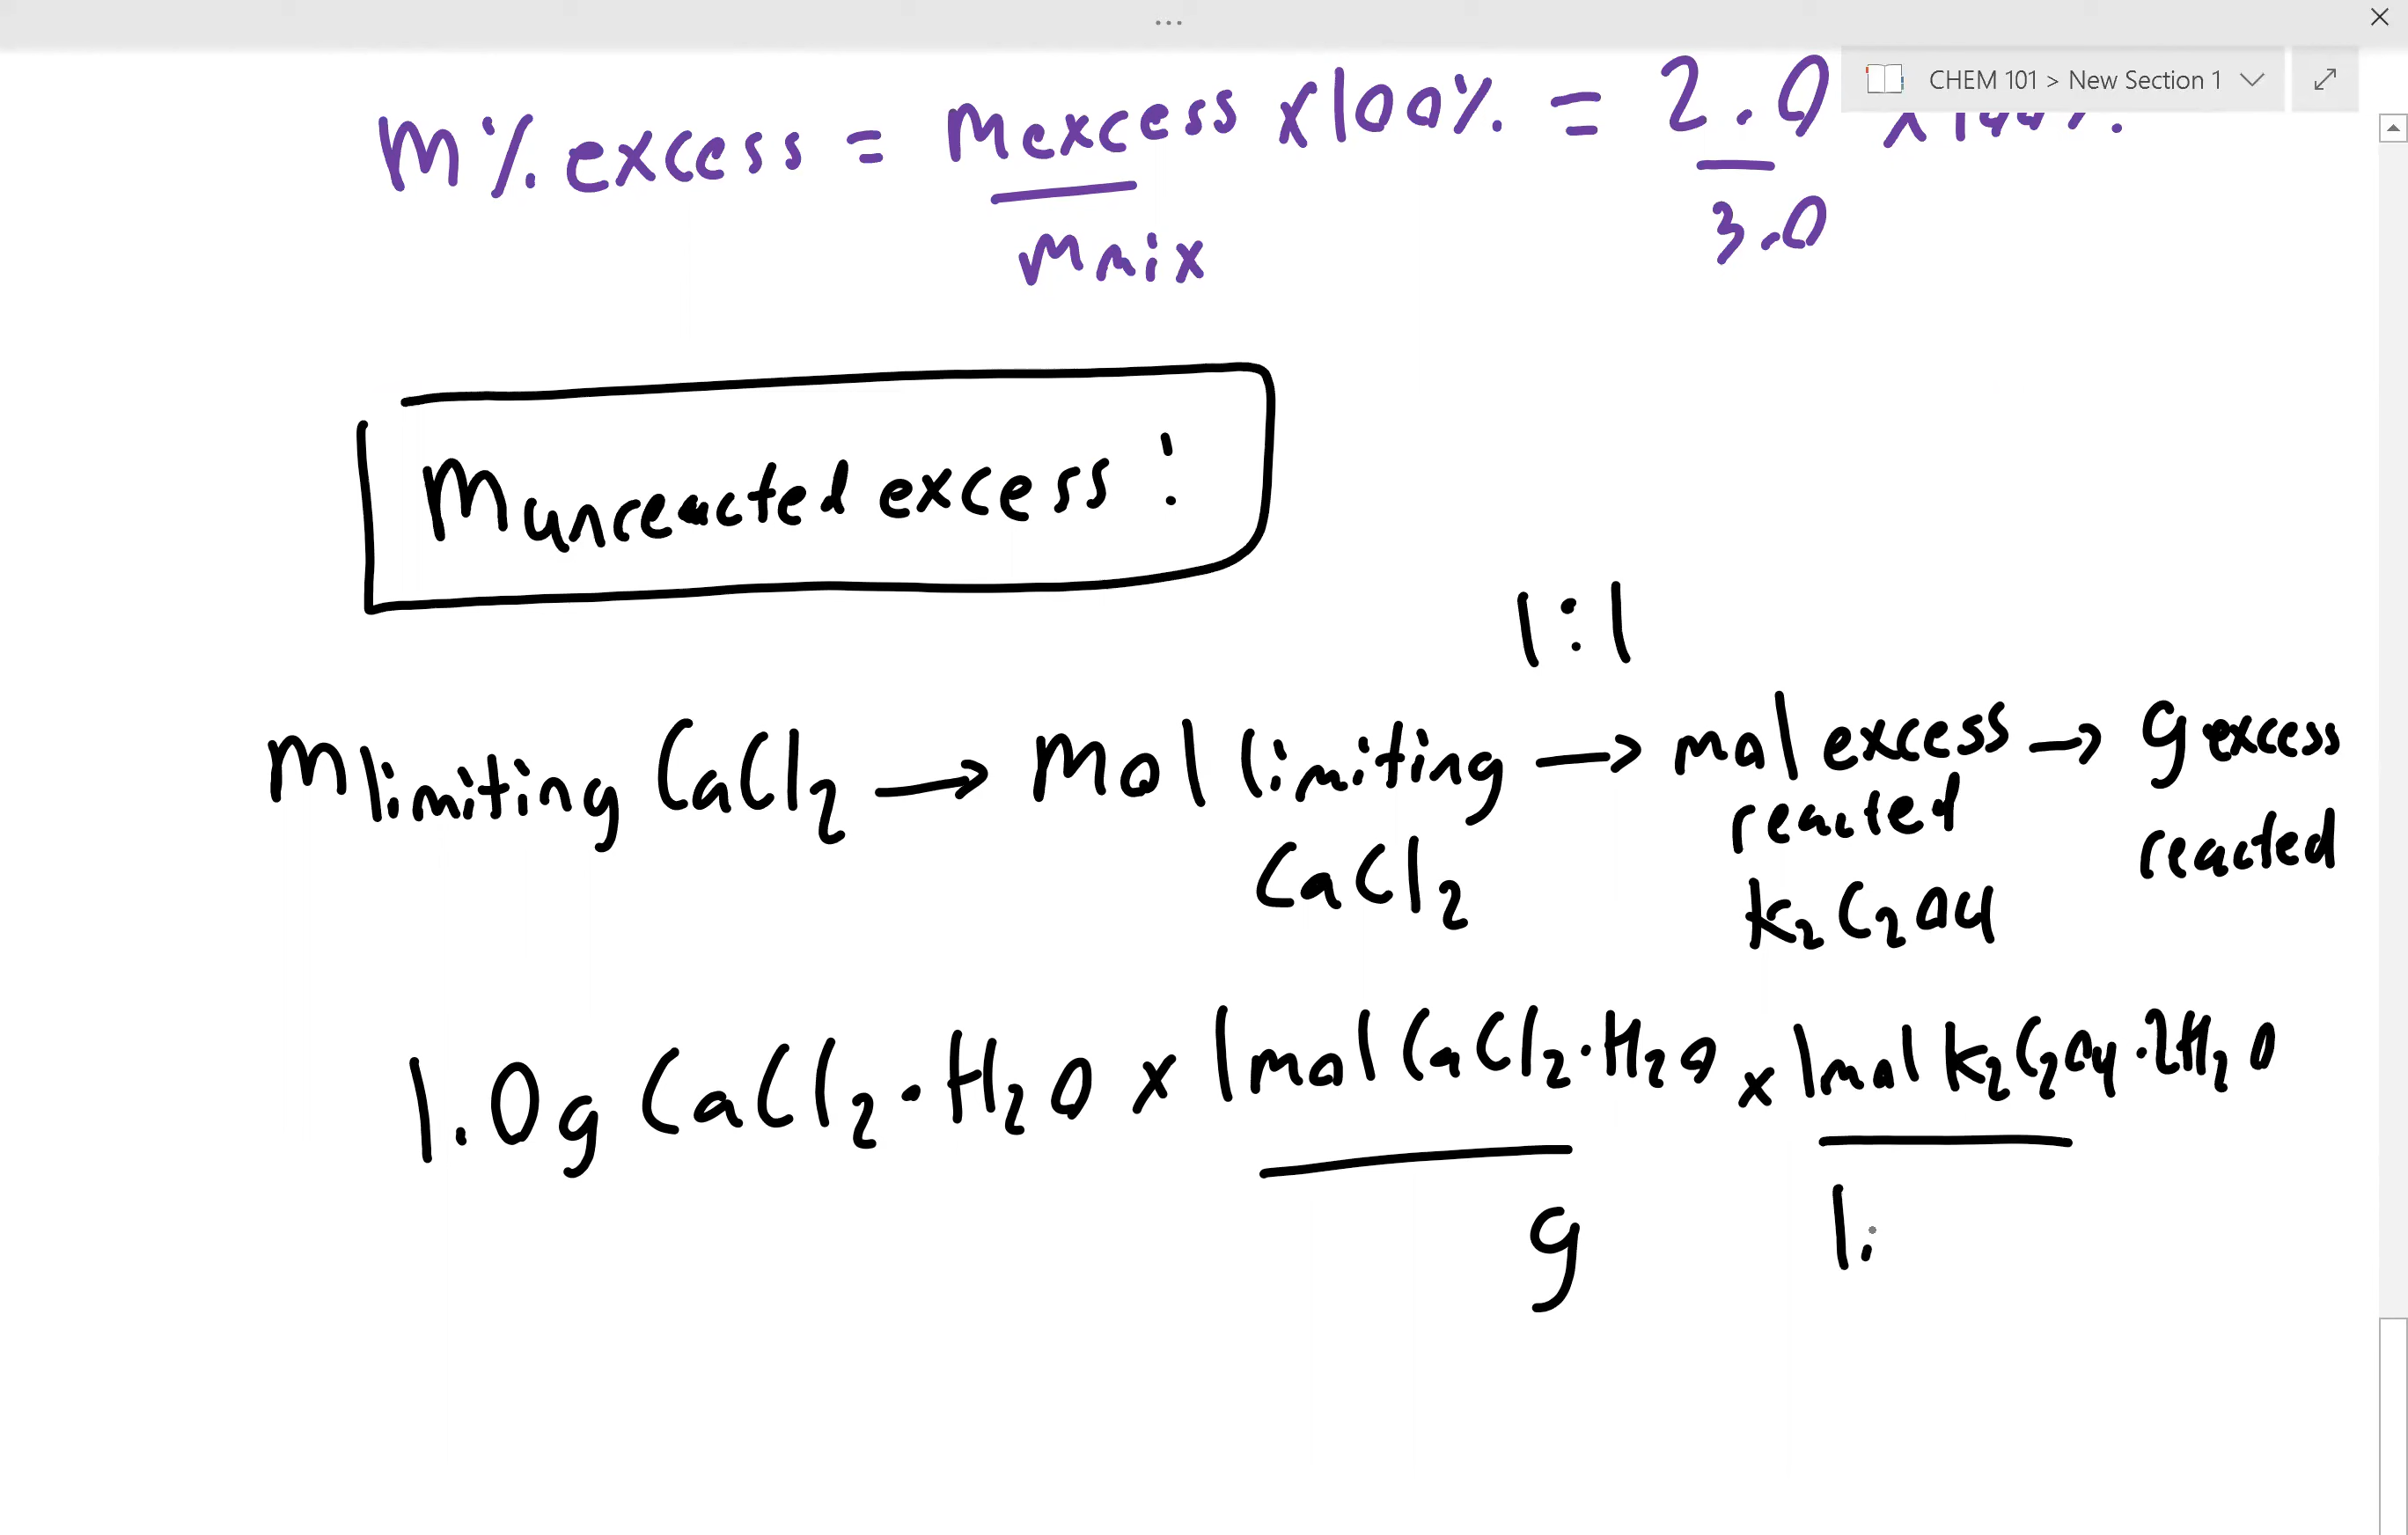 CHEM 101 > New Section 1
m% excess = mexcess x100% = 2.0 x100%
mmix 3.0
Munreacted excess:
1:1
mlimiting CaCl2 → mol limiting → mol excess → g excess
CaCl2 reacted reacted
K2C2O4
1.0g CaCl2·H2O x 1mol CaCl2·H2O x 1mol K2C2O4·2H2O
g 1.